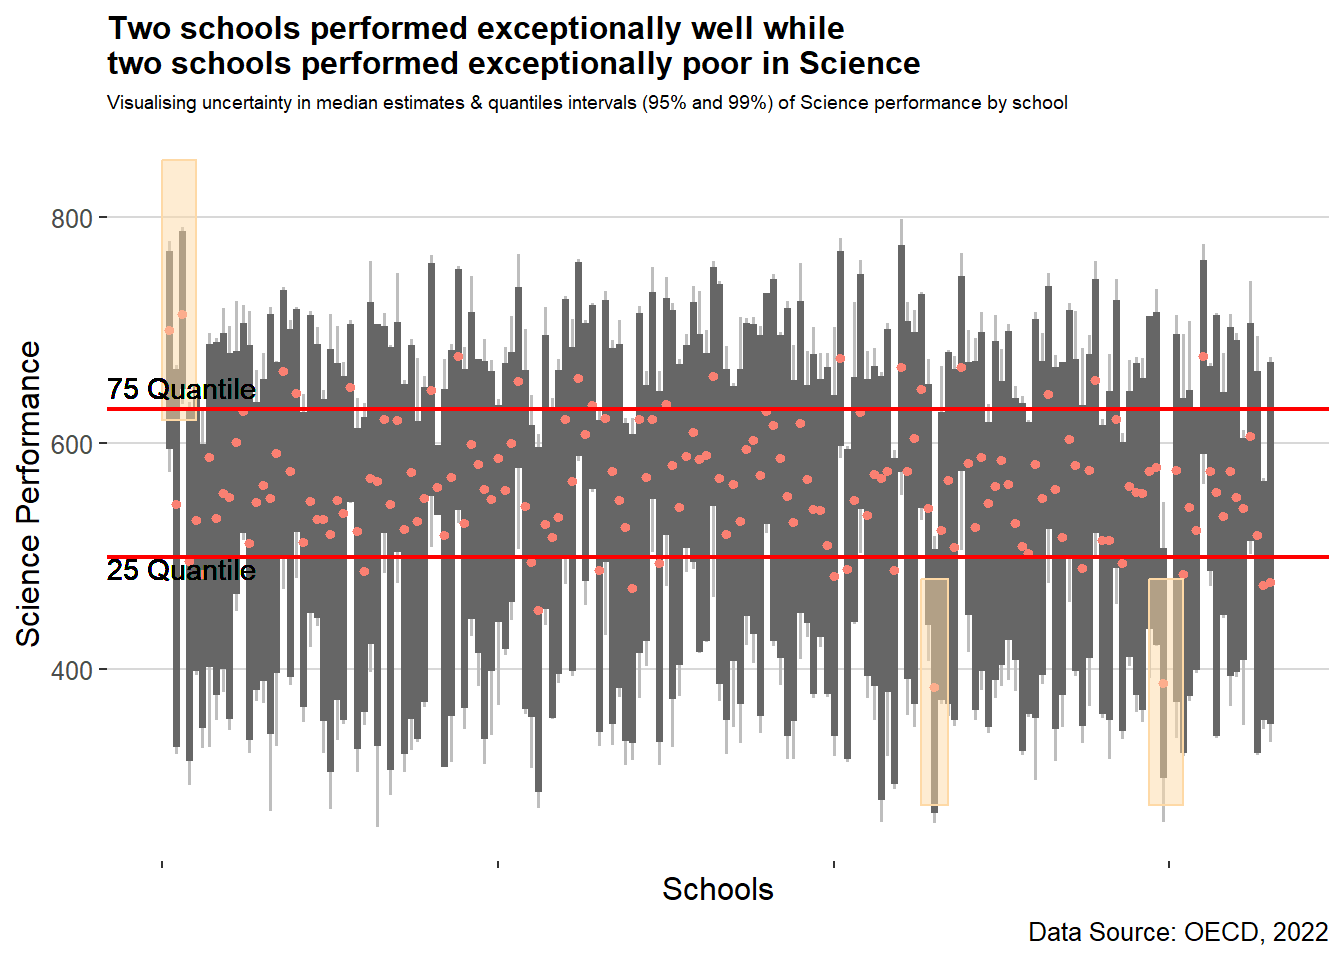 Two schools performed exceptionally well while
two schools performed exceptionally poor in Science
Visualising uncertainty in median estimates & quantiles intervals (95% and 99%) of Science performance by school
800
75 Quantile
600
25 Quantile
400
Science Performance
Schools
Data Source: OECD, 2022